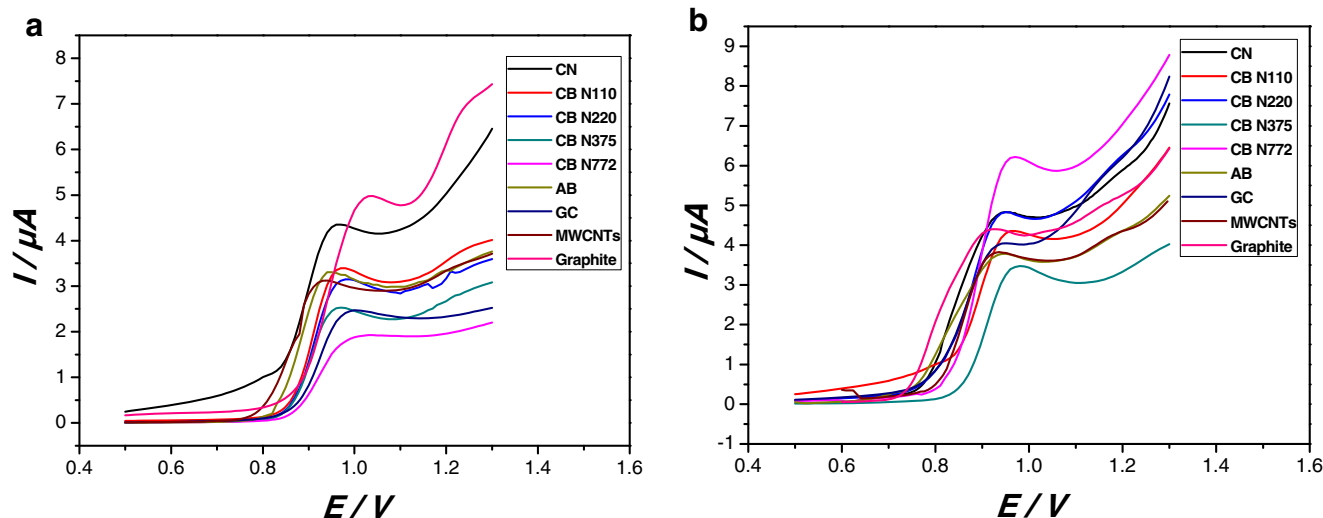 a
I / µA
8
7
6
5
4
3
2
1
0
0.4 0.6 0.8 1.0 1.2 1.4 1.6
E / V
CN
CB N110
CB N220
CB N375
CB N772
AB
GC
MWCNTs
Graphite
b
I / µA
9
8
7
6
5
4
3
2
1
0
-1
0.4 0.6 0.8 1.0 1.2 1.4 1.6
E / V
CN
CB N110
CB N220
CB N375
CB N772
AB
GC
MWCNTs
Graphite